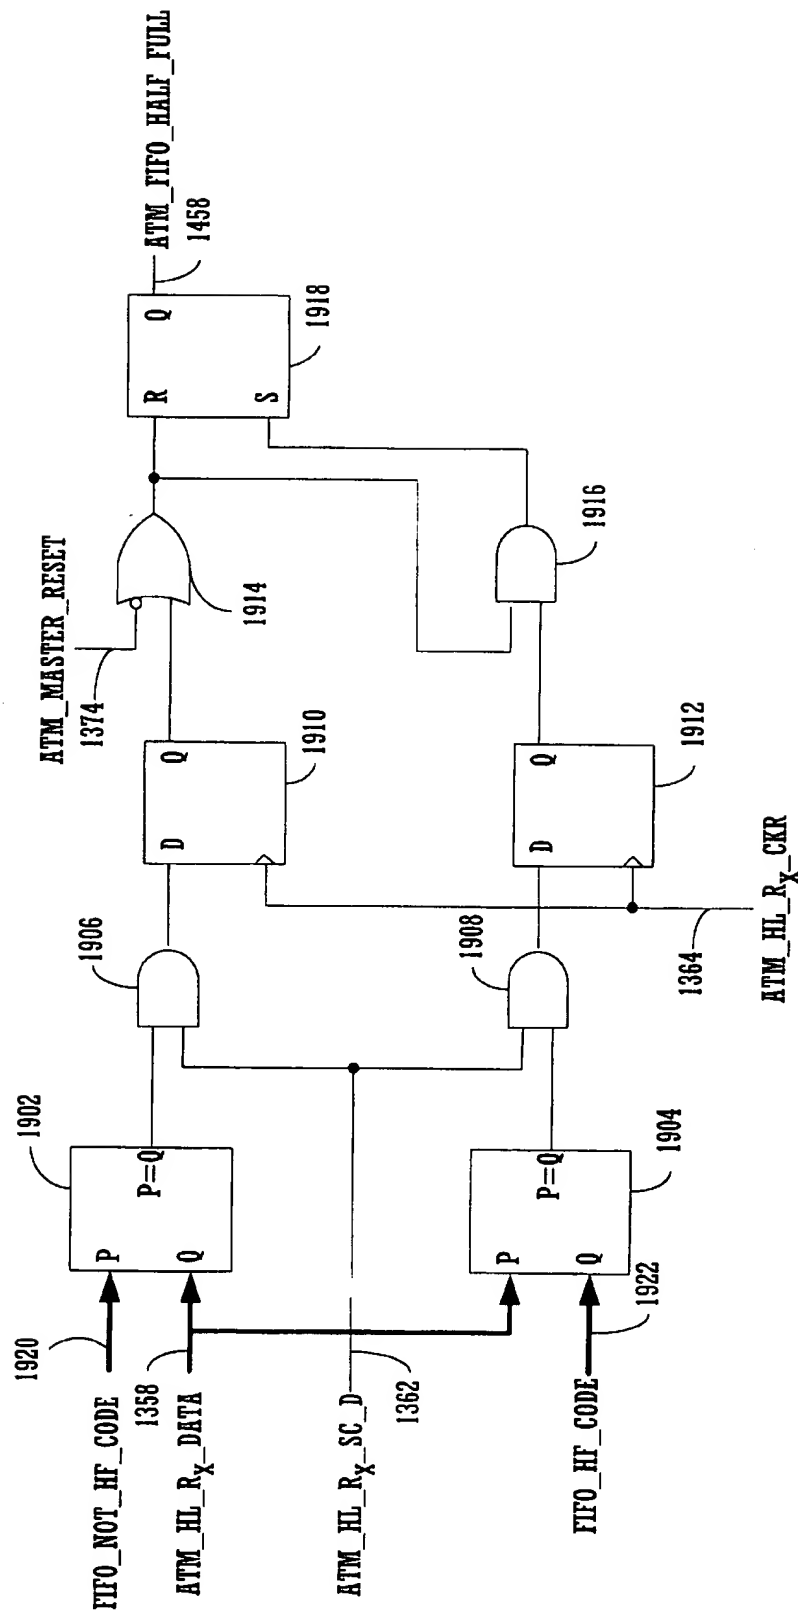 FIFO_NOT_HF_CODE
1920
1358
ATM_HL_RX_DATA
ATM_HL_RX_SC_D
1362
FIFO_HF_CODE
1922
1902
P
Q
P=Q
1904
P
Q
P=Q
1906
1908
1364
ATM_HL_RX_CKR
D
Q
1910
D
Q
1912
ATM_MASTER_RESET
1374
1914
1916
R
S
Q
1918
1458
ATM_FIFO_HALF_FULL